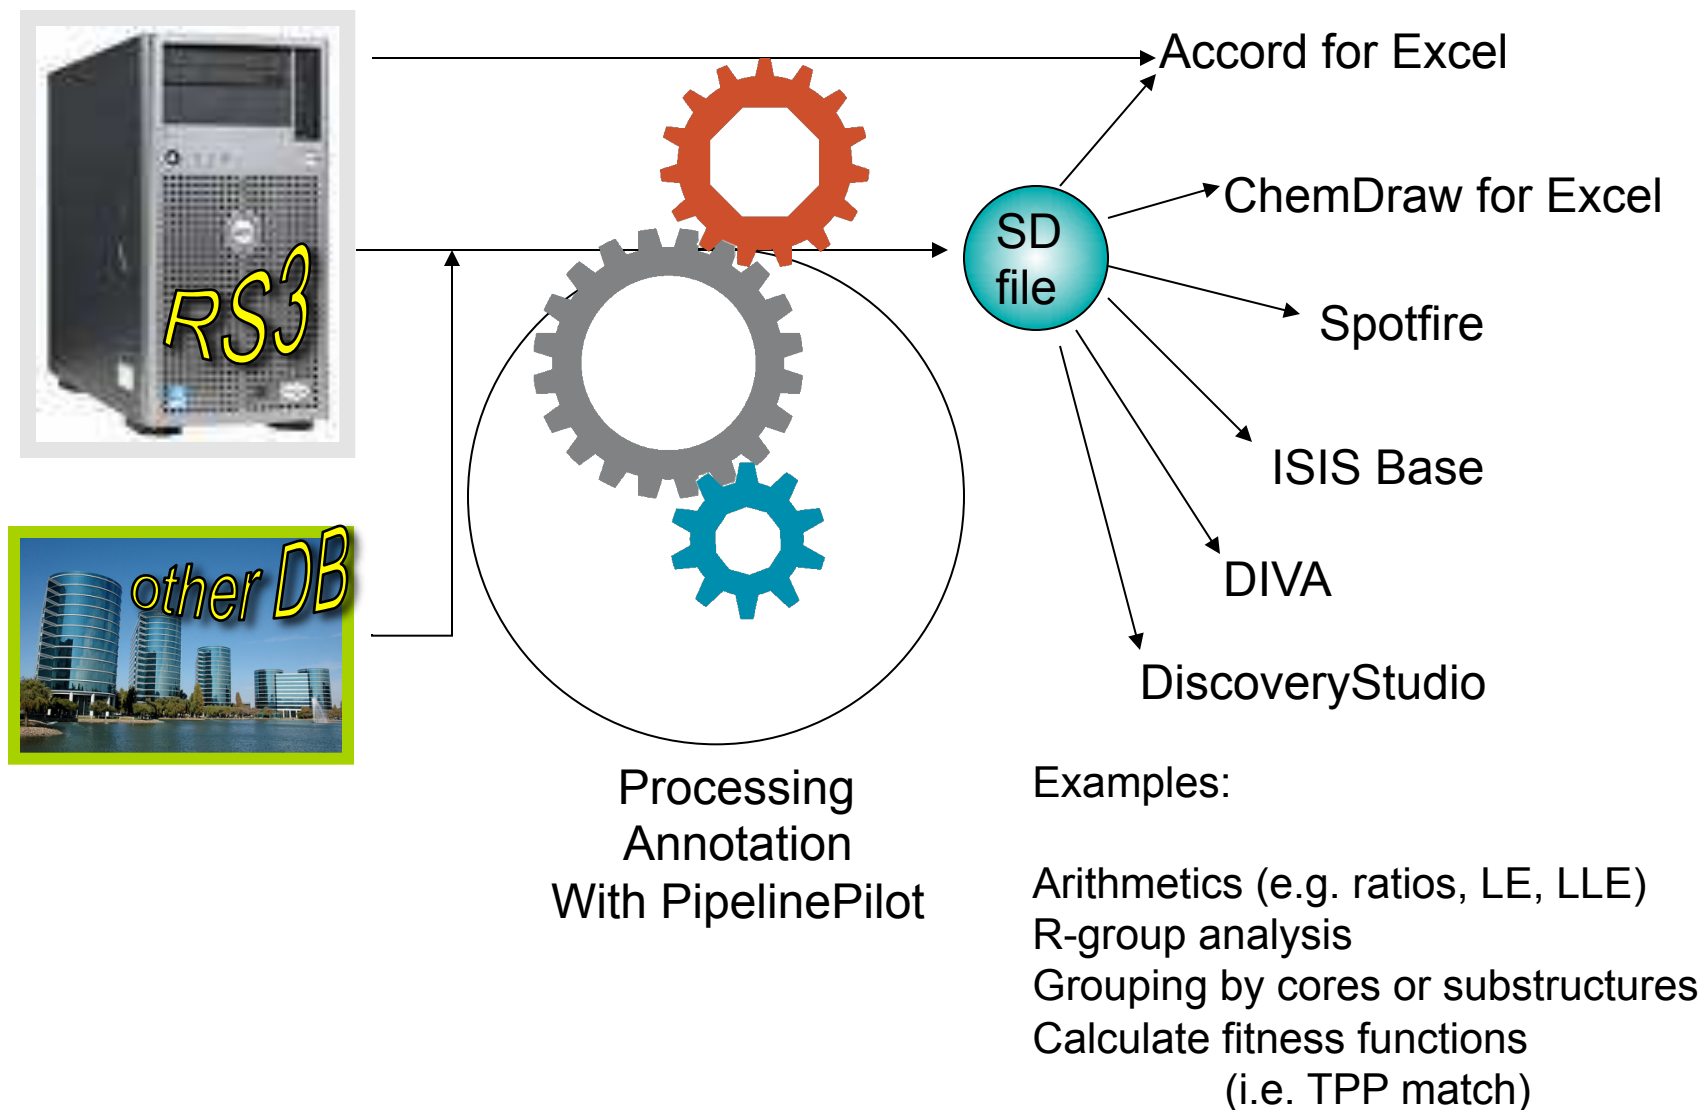 RS3
other DB
Processing
Annotation
With PipelinePilot
SD
file
Accord for Excel
ChemDraw for Excel
Spotfire
ISIS Base
DIVA
DiscoveryStudio
Examples:
Arithmetics (e.g. ratios, LE, LLE)
R-group analysis
Grouping by cores or substructures
Calculate fitness functions
(i.e. TPP match)